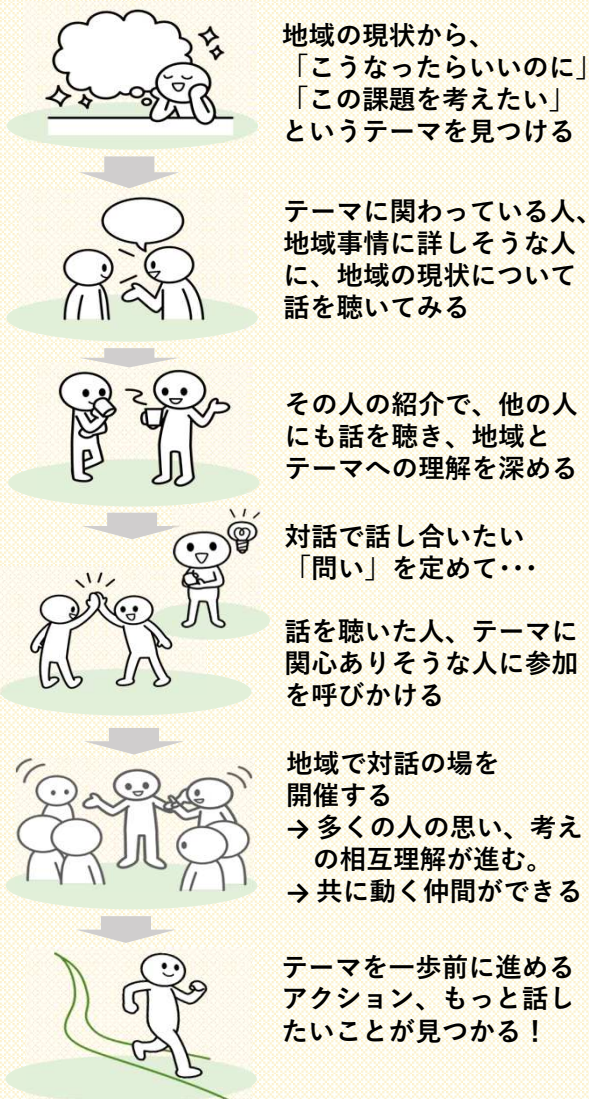 地域の現状から、
「こうなったらいいのに」
「この課題を考えたい」
というテーマを見つける
テーマに関わっている人、
地域事情に詳しそうな人
に、地域の現状について
話を聴いてみる
その人の紹介で、他の人
にも話を聴き、地域と
テーマへの理解を深める
対話で話し合いたい
「問い」を定めて･･･
話を聴いた人、テーマに
関心ありそうな人に参加
を呼びかける
地域で対話の場を
開催する
→ 多くの人の思い、考え
の相互理解が進む。
→ 共に動く仲間ができる
テーマを一歩前に進める
アクション、もっと話し
たいことが見つかる！